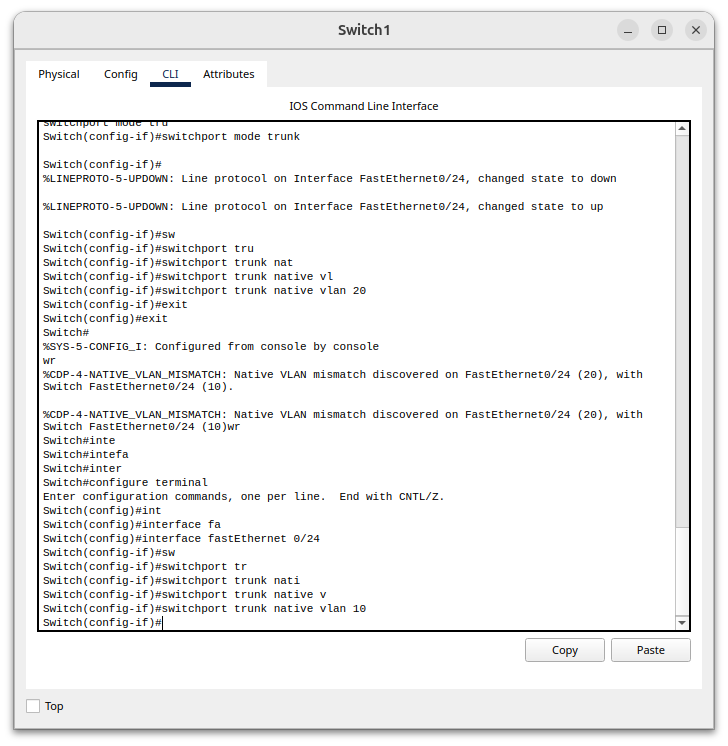 Switch1
Physical Config CLI Attributes
IOS Command Line Interface
switchport mode tru
Switch(config-if)#switchport mode trunk
Switch(config-if)#
%LINEPROTO-5-UPDOWN: Line protocol on Interface FastEthernet0/24, changed state to down
%LINEPROTO-5-UPDOWN: Line protocol on Interface FastEthernet0/24, changed state to up
Switch(config-if)#sw
Switch(config-if)#switchport tru
Switch(config-if)#switchport trunk nat
Switch(config-if)#switchport trunk native vl
Switch(config-if)#switchport trunk native vlan 20
Switch(config-if)#exit
Switch(config)#exit
Switch#
%SYS-5-CONFIG_I: Configured from console by console
wr
%CDP-4-NATIVE_VLAN_MISMATCH: Native VLAN mismatch discovered on FastEthernet0/24 (20), with
Switch FastEthernet0/24 (10).
%CDP-4-NATIVE_VLAN_MISMATCH: Native VLAN mismatch discovered on FastEthernet0/24 (20), with
Switch FastEthernet0/24 (10)wr
Switch#inte
Switch#intefa
Switch#inter
Switch#configure terminal
Enter configuration commands, one per line.  End with CNTL/Z.
Switch(config)#int
Switch(config)#interface fa
Switch(config)#interface fastEthernet 0/24
Switch(config-if)#sw
Switch(config-if)#switchport tr
Switch(config-if)#switchport trunk nati
Switch(config-if)#switchport trunk native v
Switch(config-if)#switchport trunk native vlan 10
Switch(config-if)#
Copy Paste
Top